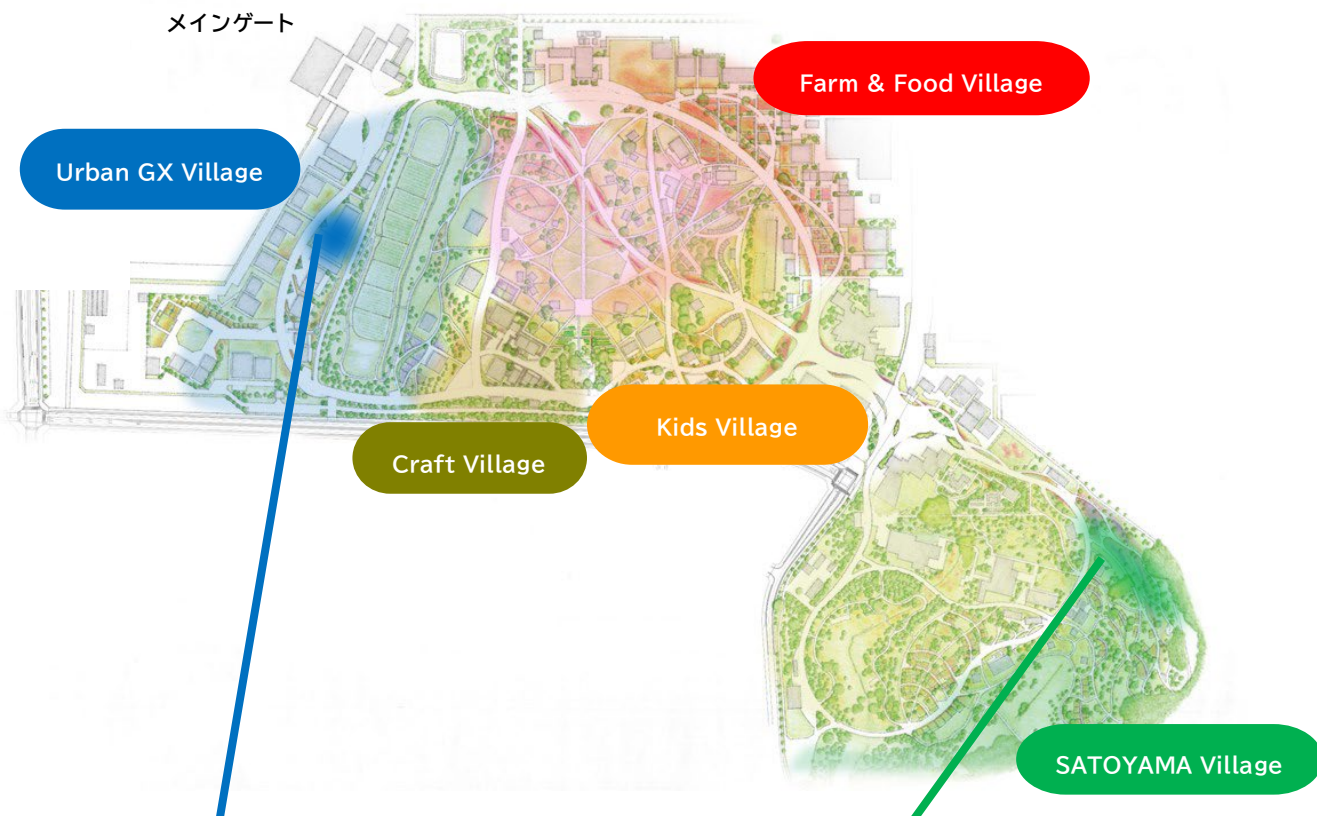 メインゲート
Farm & Food Village
Urban GX Village
Kids Village
Craft Village
SATOYAMA Village